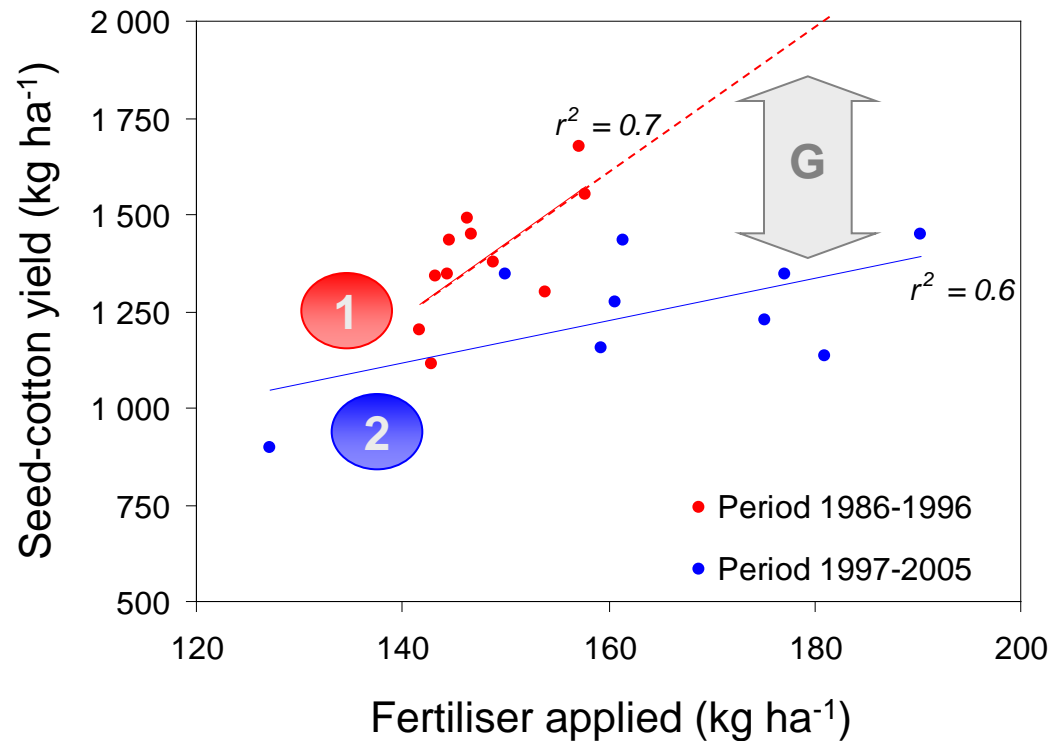 Seed-cotton yield (kg ha⁻¹)
2 000
1 750
1 500
1 250
1 000
750
500
r² = 0.7
G
1
r² = 0.6
2
Period 1986-1996
Period 1997-2005
120 140 160 180 200
Fertiliser applied (kg ha⁻¹)